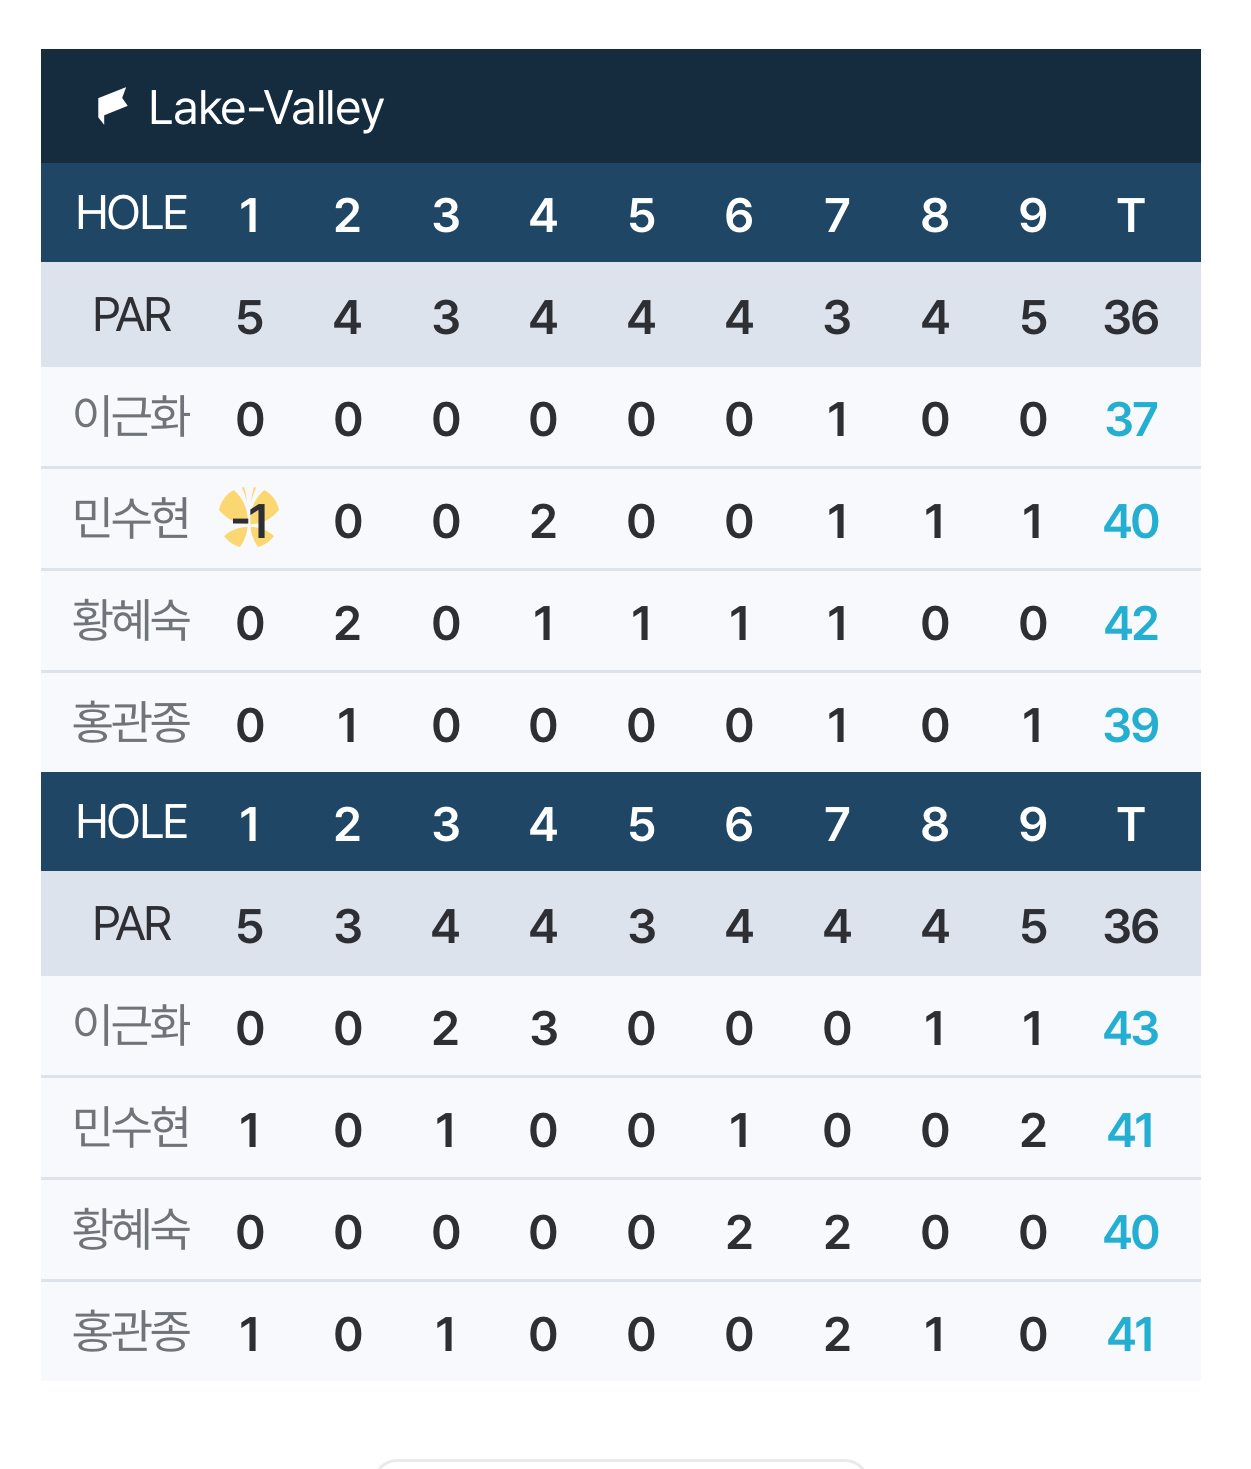 Lake-Valley
HOLE 1 2 3 4 5 6 7 8 9 T
PAR 5 4 3 4 4 4 3 4 5 36
이근화 0 0 0 0 0 0 1 0 0 37
민수현 -1 0 0 2 0 0 1 1 1 40
황혜숙 0 2 0 1 1 1 1 0 0 42
홍관종 0 1 0 0 0 0 1 0 1 39
HOLE 1 2 3 4 5 6 7 8 9 T
PAR 5 3 4 4 3 4 4 4 5 36
이근화 0 0 2 3 0 0 0 1 1 43
민수현 1 0 1 0 0 1 0 0 2 41
황혜숙 0 0 0 0 0 2 2 0 0 40
홍관종 1 0 1 0 0 0 2 1 0 41